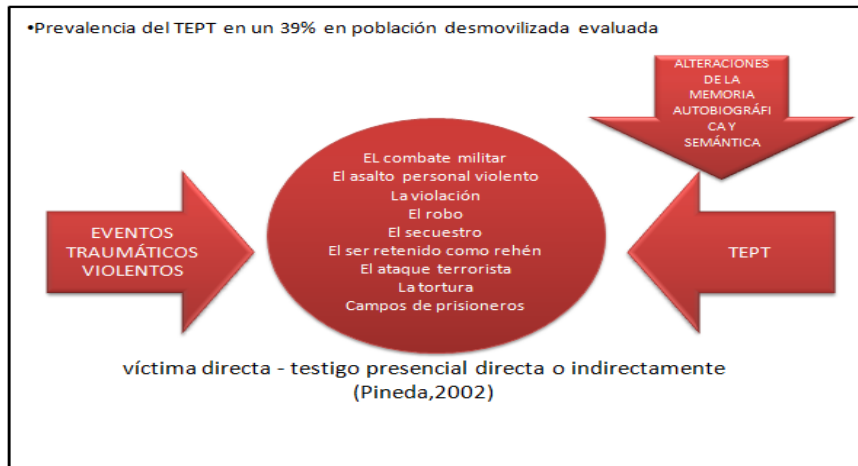 •Prevalencia del TEPT en un 39% en población desmovilizada evaluada
ALTERACIONES
DE LA
MEMORIA
AUTOBIOGRÁFI
CA Y
SEMÁNTICA
EL combate militar
El asalto personal violento
La violación
El robo
El secuestro
El ser retenido como rehén
El ataque terrorista
La tortura
Campos de prisioneros
EVENTOS
TRAUMÁTICOS
VIOLENTOS
TEPT
víctima directa - testigo presencial directa o indirectamente
(Pineda,2002)